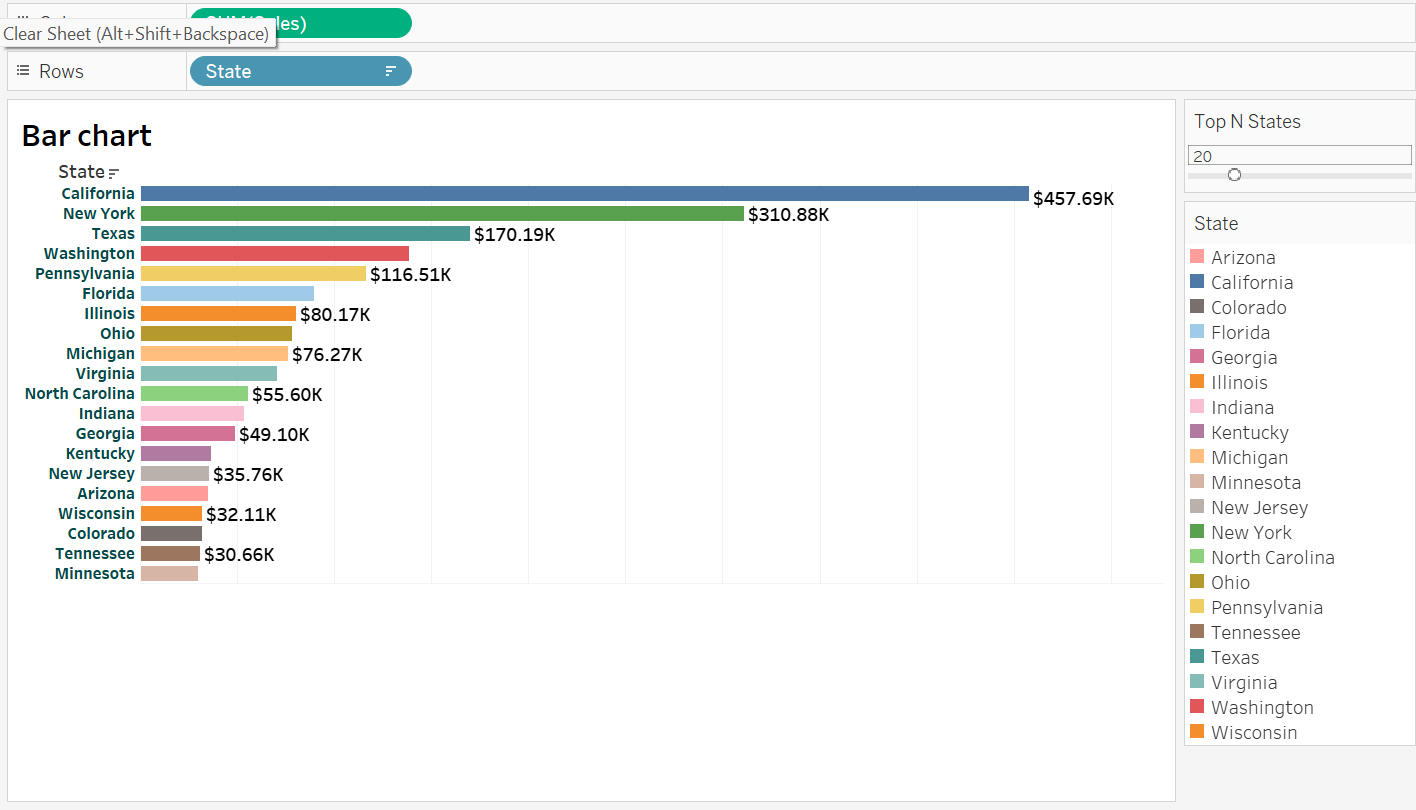 Clear Sheet (Alt+Shift+Backspace)
Rows
State
Bar chart
State
California $457.69K
New York $310.88K
Texas $170.19K
Washington
Pennsylvania $116.51K
Florida
Illinois $80.17K
Ohio
Michigan $76.27K
Virginia
North Carolina $55.60K
Indiana
Georgia $49.10K
Kentucky
New Jersey $35.76K
Arizona
Wisconsin $32.11K
Colorado
Tennessee $30.66K
Minnesota
Top N States
20
State
Arizona
California
Colorado
Florida
Georgia
Illinois
Indiana
Kentucky
Michigan
Minnesota
New Jersey
New York
North Carolina
Ohio
Pennsylvania
Tennessee
Texas
Virginia
Washington
Wisconsin